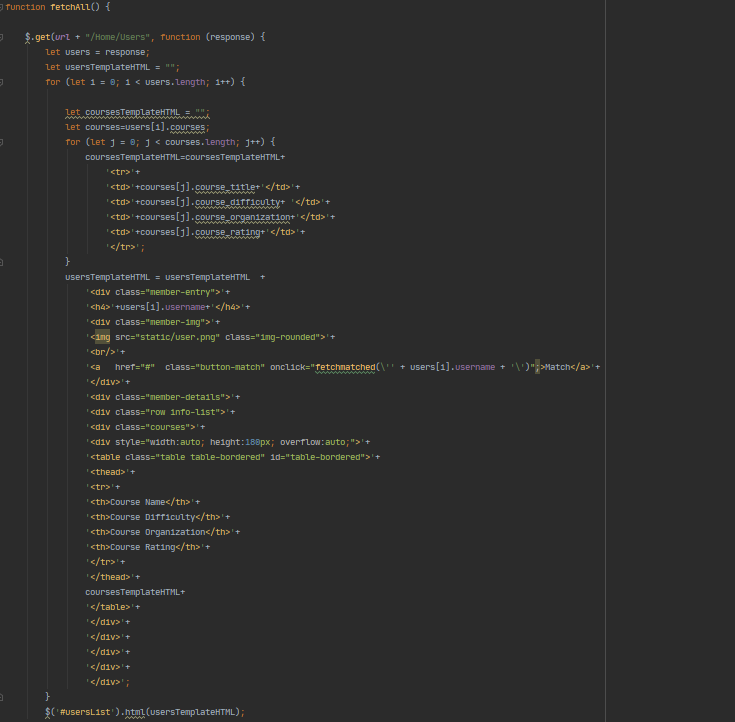 function fetchAll() {
$.get(url + "/Home/Users", function (response) {
let users = response;
let usersTemplateHTML = "";
for (let i = 0; i < users.length; i++) {
let coursesTemplateHTML = "";
let courses=users[i].courses;
for (let j = 0; j < courses.length; j++) {
coursesTemplateHTML=coursesTemplateHTML+
'<tr>'+
'<td>'+courses[j].course_title+'</td>'+
'<td>'+courses[j].course_difficulty+ '</td>'+
'<td>'+courses[j].course_organization+'</td>'+
'<td>'+courses[j].course_rating+'</td>'+
'</tr>';
}
usersTemplateHTML = usersTemplateHTML  +
'<div class="member-entry">'+
'<h4>'+users[i].username+'</h4>'+
'<div class="member-img">'+
'<img src="static/user.png" class="img-rounded">'+
'<br/>'+
'<a   href="#"  class="button-match" onclick="fetchmatched(\'' + users[i].username + '\')";>Match</a>'+
'</div>'+
'<div class="member-details">'+
'<div class="row info-list">'+
'<div class="courses">'+
'<div style="width:auto; height:180px; overflow:auto;">'+
'<table class="table table-bordered" id="table-bordered">'+
'<thead>'+
'<tr>'+
'<th>Course Name</th>'+
'<th>Course Difficulty</th>'+
'<th>Course Organization</th>'+
'<th>Course Rating</th>'+
'</tr>'+
'</thead>'+
coursesTemplateHTML+
'</table>'+
'</div>'+
'</div>'+
'</div>'+
'</div>'+
'</div>';
}
$('#usersList').html(usersTemplateHTML);